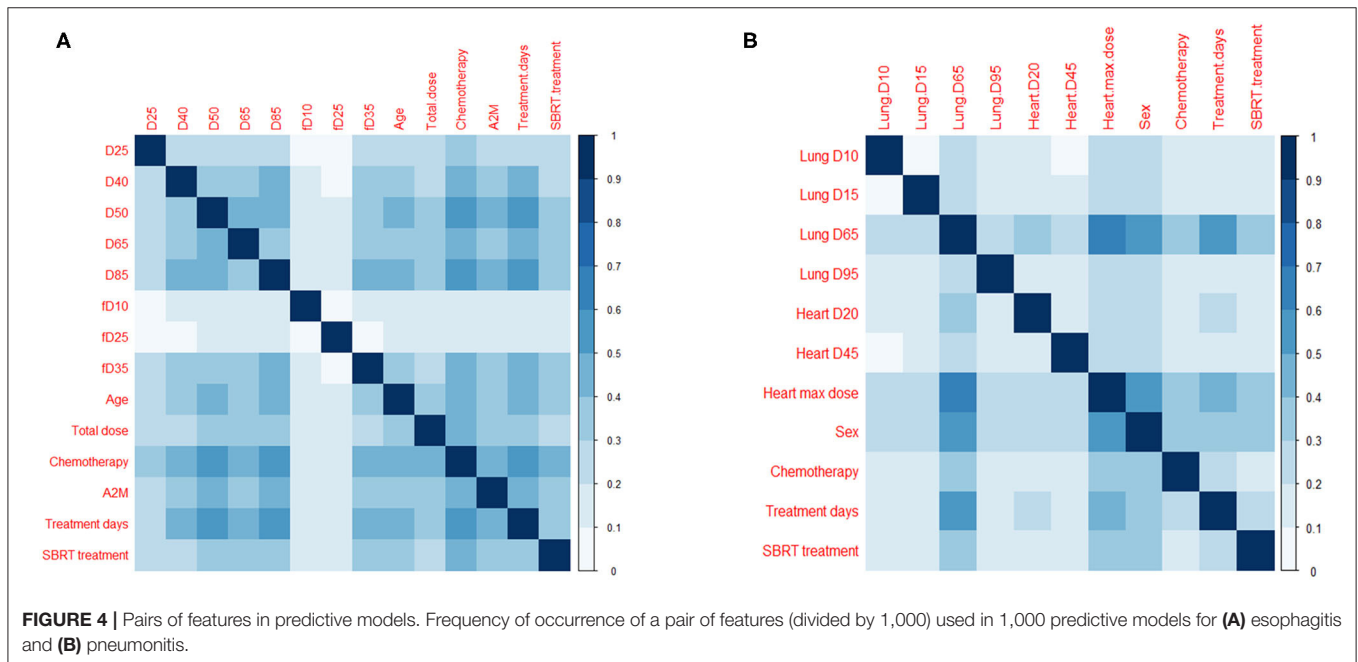 A
D25
D40
D50
D65
D85
fD10
fD25
fD35
Age
Total.dose
Chemotherapy
A2M
Treatment.days
SBRT.treatment
D25
D40
D50
D65
D85
fD10
fD25
fD35
Age
Total dose
Chemotherapy
A2M
Treatment days
SBRT treatment
1
0.9
0.8
0.7
0.6
0.5
0.4
0.3
0.2
0.1
0
B
Lung.D10
Lung.D15
Lung.D65
Lung.D95
Heart.D20
Heart.D45
Heart.max.dose
Sex
Chemotherapy
Treatment.days
SBRT.treatment
Lung D10
Lung D15
Lung D65
Lung D95
Heart D20
Heart D45
Heart max dose
Sex
Chemotherapy
Treatment days
SBRT treatment
1
0.9
0.8
0.7
0.6
0.5
0.4
0.3
0.2
0.1
0
FIGURE 4 | Pairs of features in predictive models. Frequency of occurrence of a pair of features (divided by 1,000) used in 1,000 predictive models for (A) esophagitis
and (B) pneumonitis.